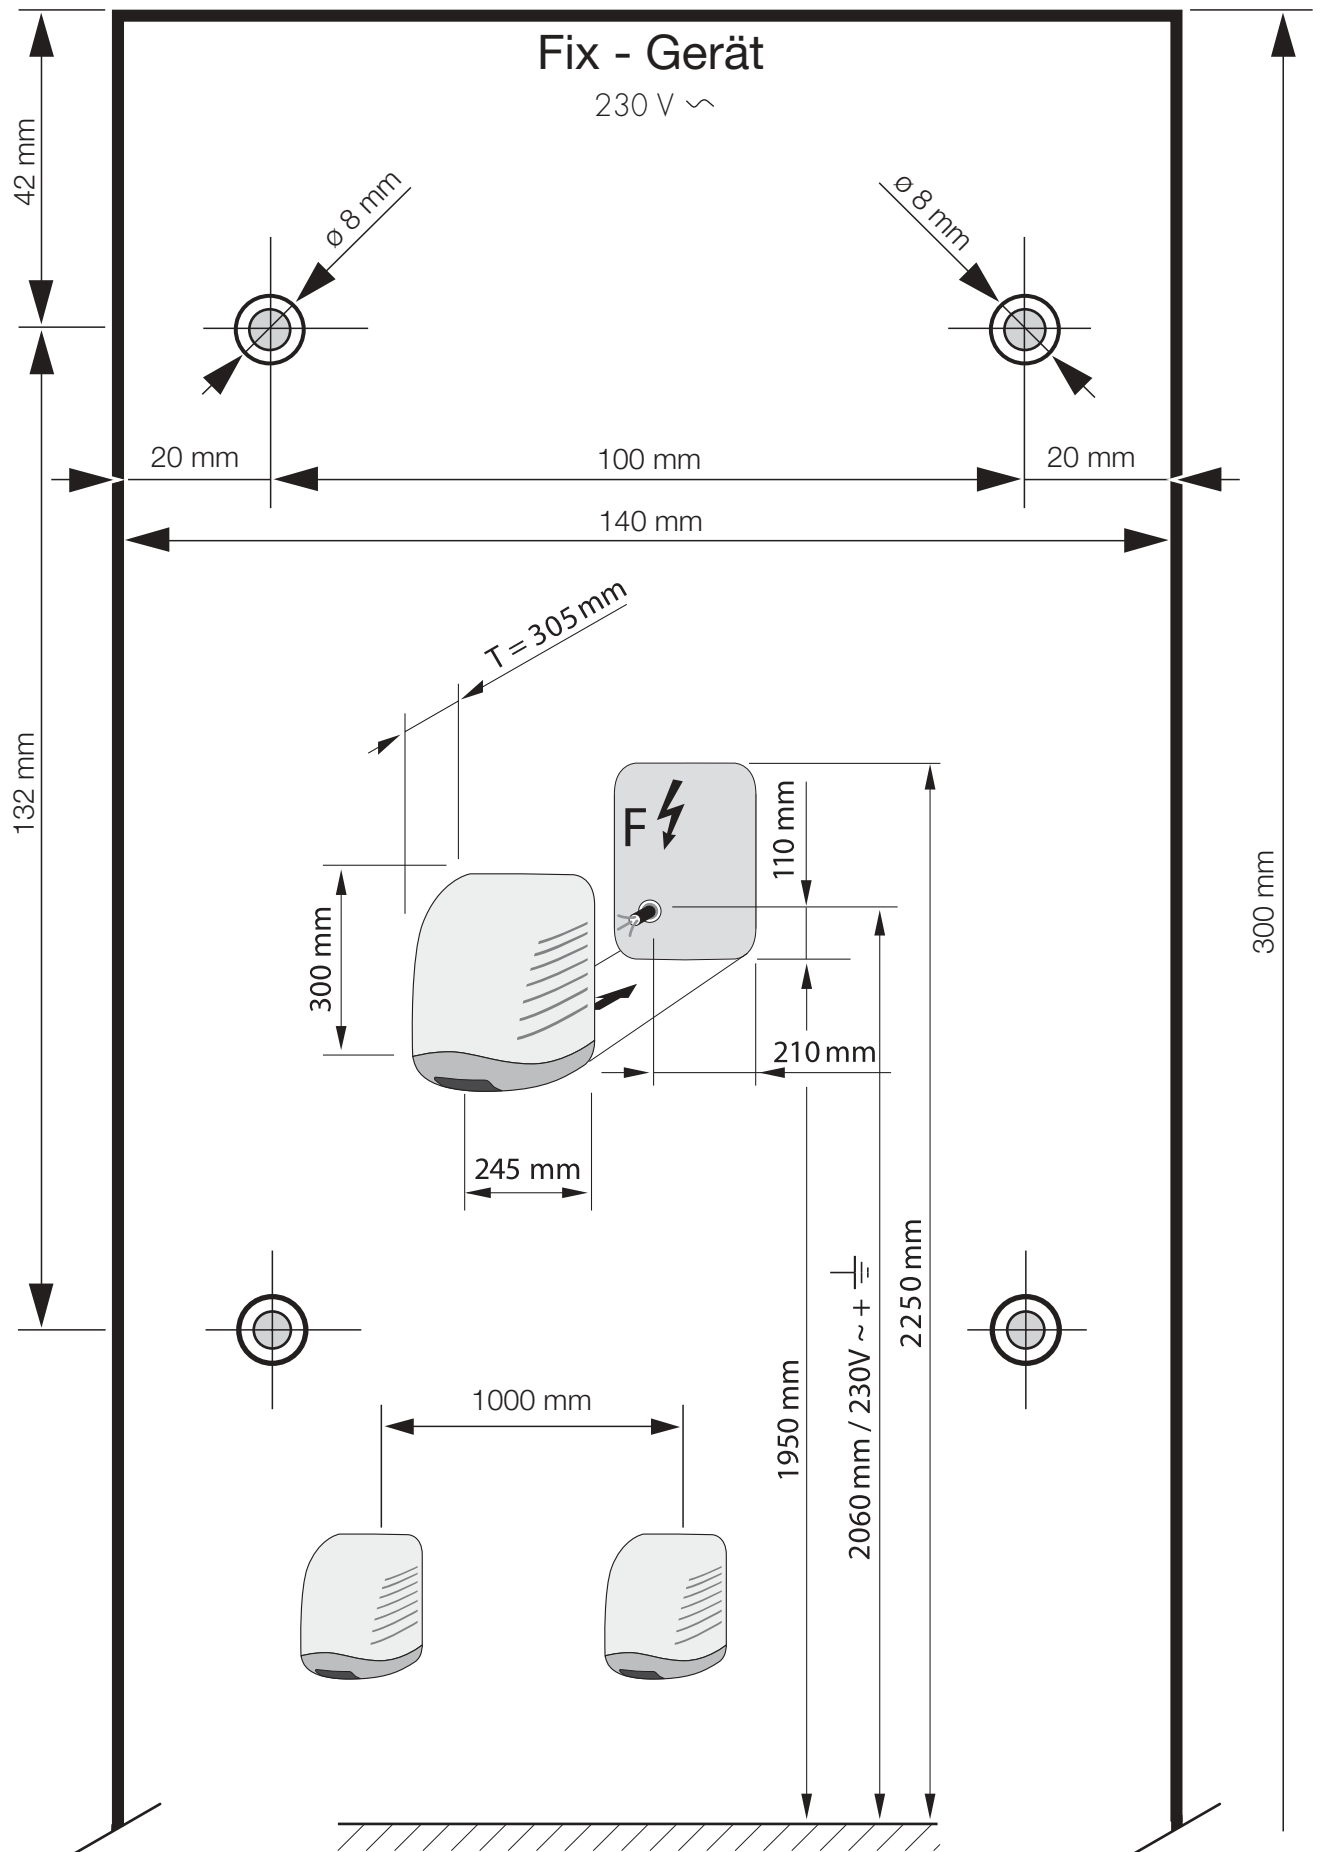 Fix - Gerät
230 V ~
42 mm
ø 8 mm
ø 8 mm
20 mm
100 mm
20 mm
140 mm
T = 305 mm
132 mm
F
110 mm
300 mm
300 mm
210 mm
245 mm
2250 mm
2060 mm / 230V ~ +
1950 mm
1000 mm